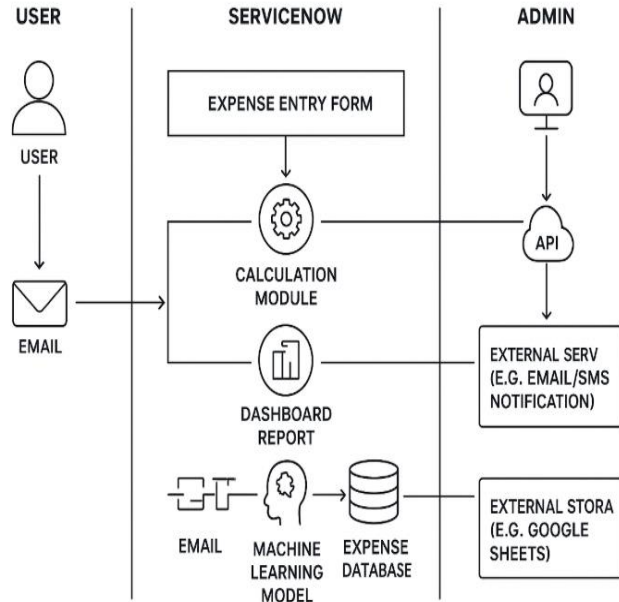 USER
SERVICENOW
ADMIN
EXPENSE ENTRY FORM
USER
API
CALCULATION
MODULE
EMAIL
EXTERNAL SERV
(E.G. EMAIL/SMS
NOTIFICATION)
DASHBOARD
REPORT
EMAIL
MACHINE
LEARNING
MODEL
EXPENSE
DATABASE
EXTERNAL STORA
(E.G. GOOGLE
SHEETS)